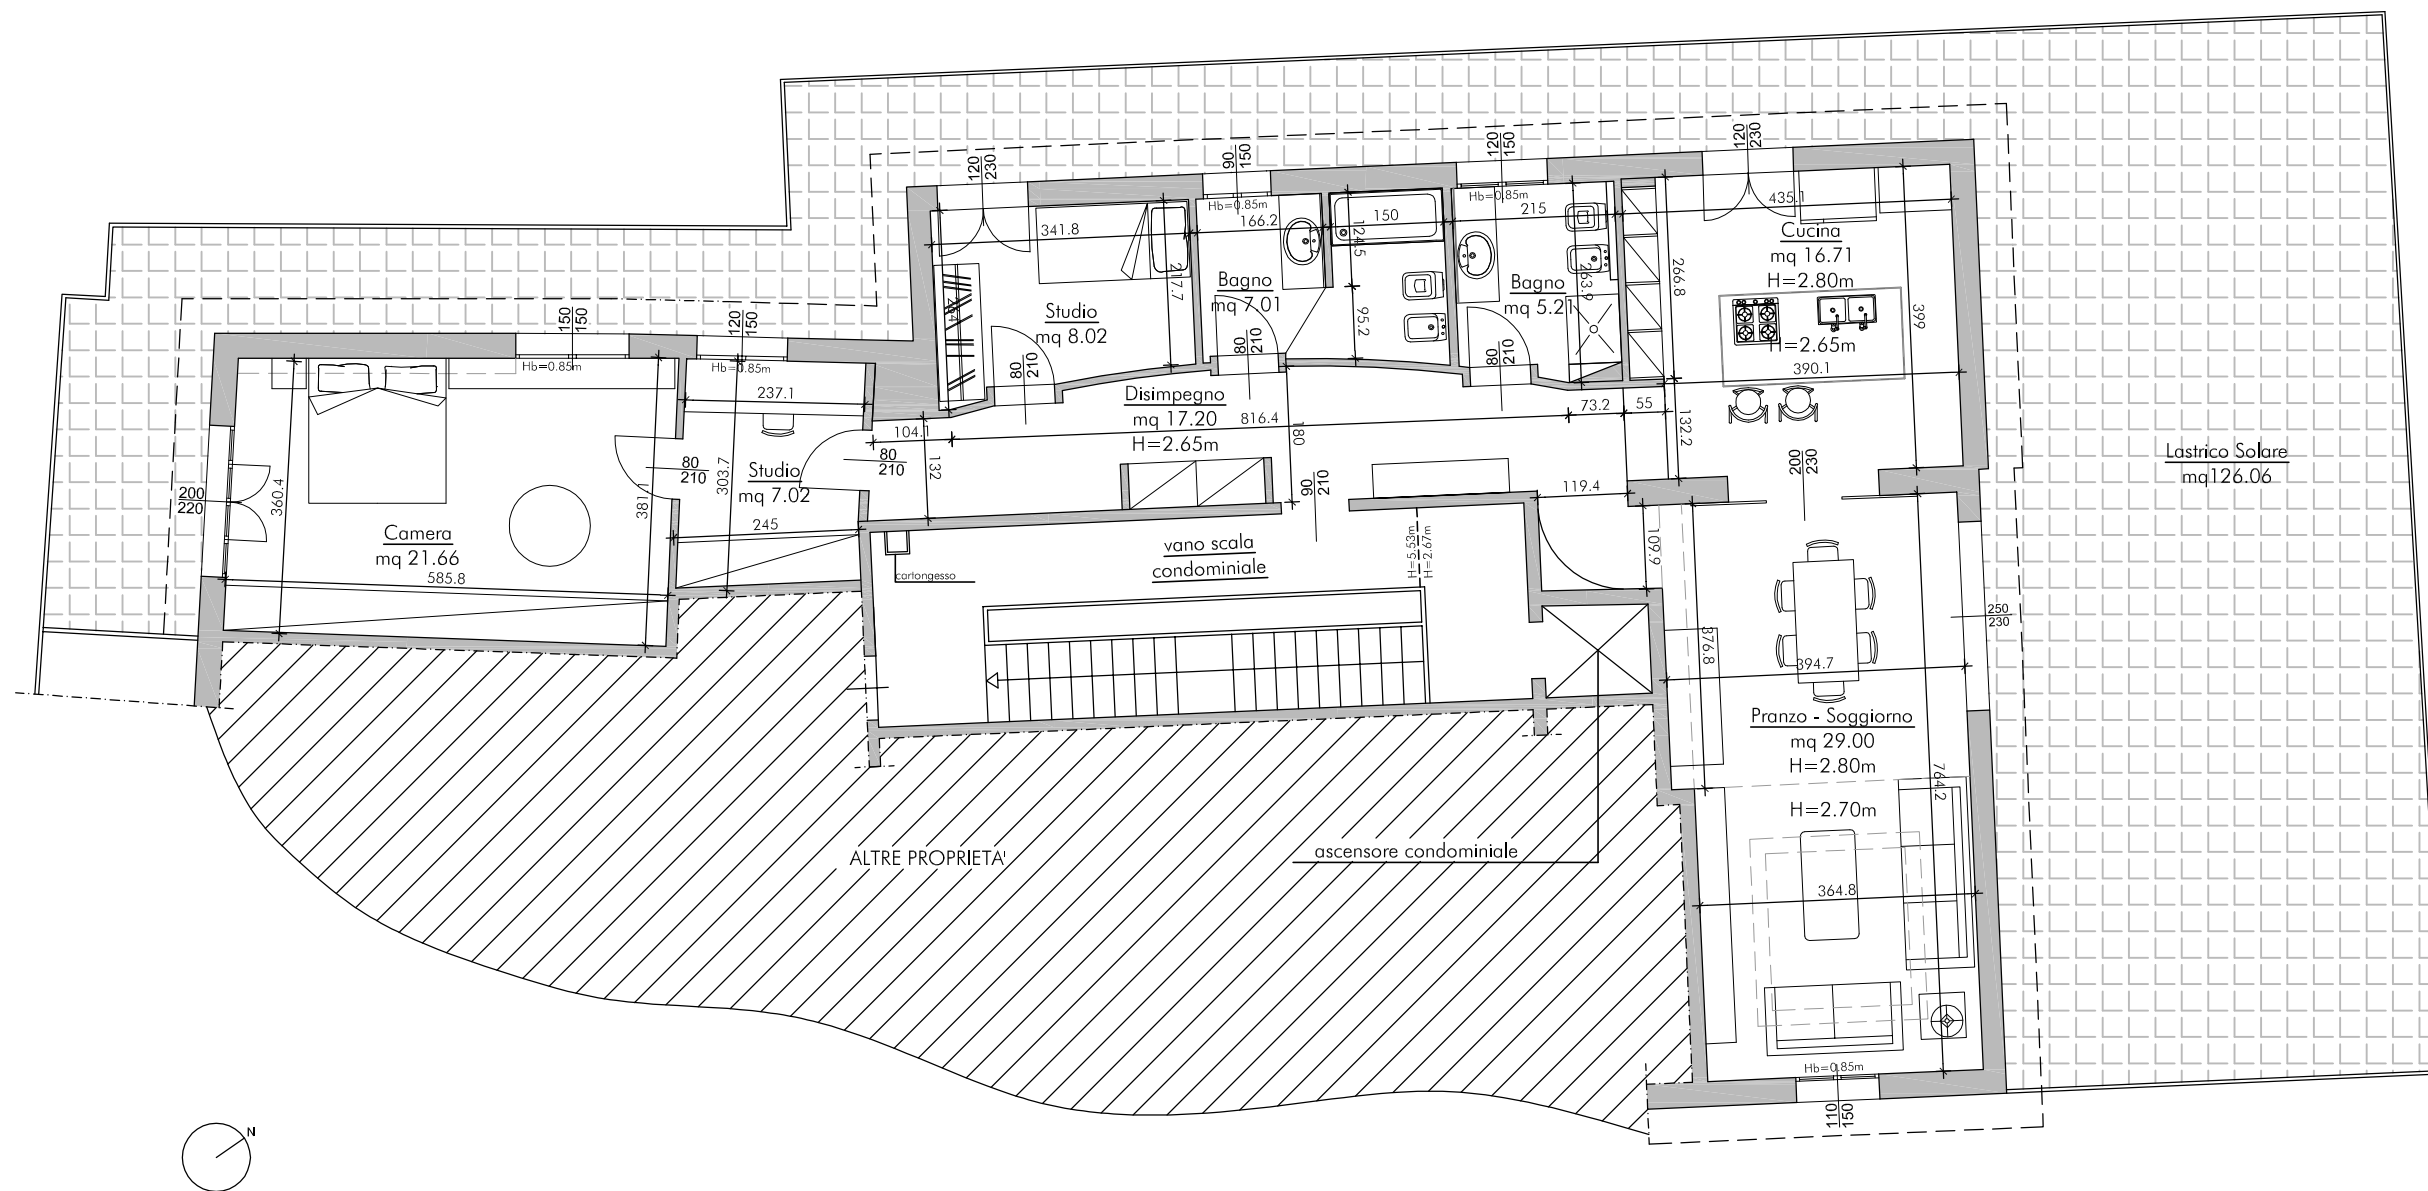 120
230
90
150
120
150
120
230
Hb=0.85m
Hb=0.85m
435.1
341.8
166.2
150
215
124.5
Cucina
mq 16.71
H=2.80m
217.7
Bagno
mq 7.01
263.9
Bagno
mq 5.21
266.8
Studio
mq 8.02
264
95.2
399
150
150
120
150
H=2.65m
390.1
Hb=0.85m
Hb=0.85m
80
210
80
210
80
210
237.1
Disimpegno
mq 17.20
H=2.65m
104.1
816.4
180
73.2
55
132.2
80
210
80
210
132
Studio
mq 7.02
303.7
381.1
360.4
200
220
90
210
119.4
200
230
Lastrico Solare
mq126.06
Camera
mq 21.66
585.8
245
vano scala
condominiale
cartongesso
H=5.53m
H=2.67m
109.9
250
230
376.8
394.7
Pranzo - Soggiorno
mq 29.00
H=2.80m
764.2
H=2.70m
ALTRE PROPRIETA'
ascensore condominiale
364.8
Hb=0.85m
110
150
N